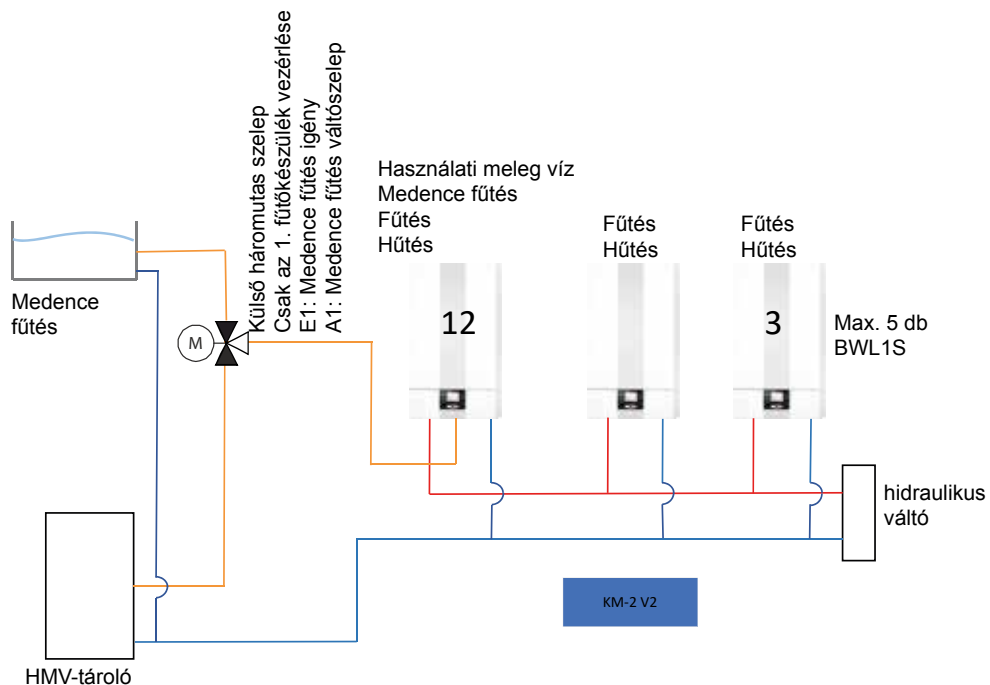 Külső háromutas szelep
Csak az 1. fűtőkészülék vezérlése
E1: Medence fűtés igény
A1: Medence fűtés váltószelep
Használati meleg víz
Medence fűtés
Fűtés
Hűtés
Fűtés
Hűtés
Fűtés
Hűtés
Medence
fűtés
M
12
3
Max. 5 db
BWL1S
hidraulikus
váltó
KM-2 V2
HMV-tároló